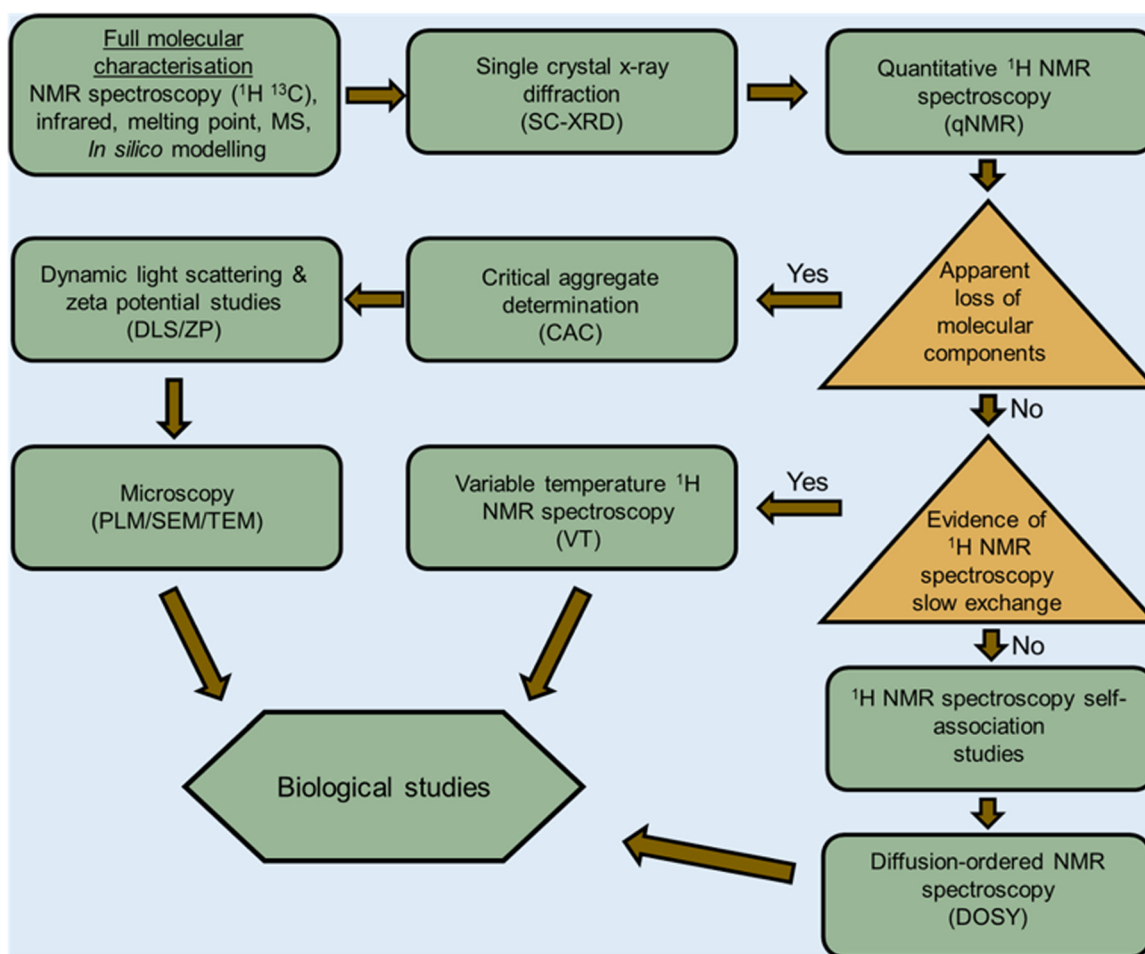 Full molecular
characterisation
NMR spectroscopy (¹H ¹³C),
infrared, melting point, MS,
In silico modelling
Single crystal x-ray
diffraction
(SC-XRD)
Quantitative ¹H NMR
spectroscopy
(qNMR)
Apparent
loss of
molecular
components
Yes
Critical aggregate
determination
(CAC)
Dynamic light scattering &
zeta potential studies
(DLS/ZP)
Microscopy
(PLM/SEM/TEM)
No
Evidence of
¹H NMR
spectroscopy
slow exchange
Yes
Variable temperature ¹H
NMR spectroscopy
(VT)
No
¹H NMR spectroscopy self-
association
studies
Diffusion-ordered NMR
spectroscopy
(DOSY)
Biological studies